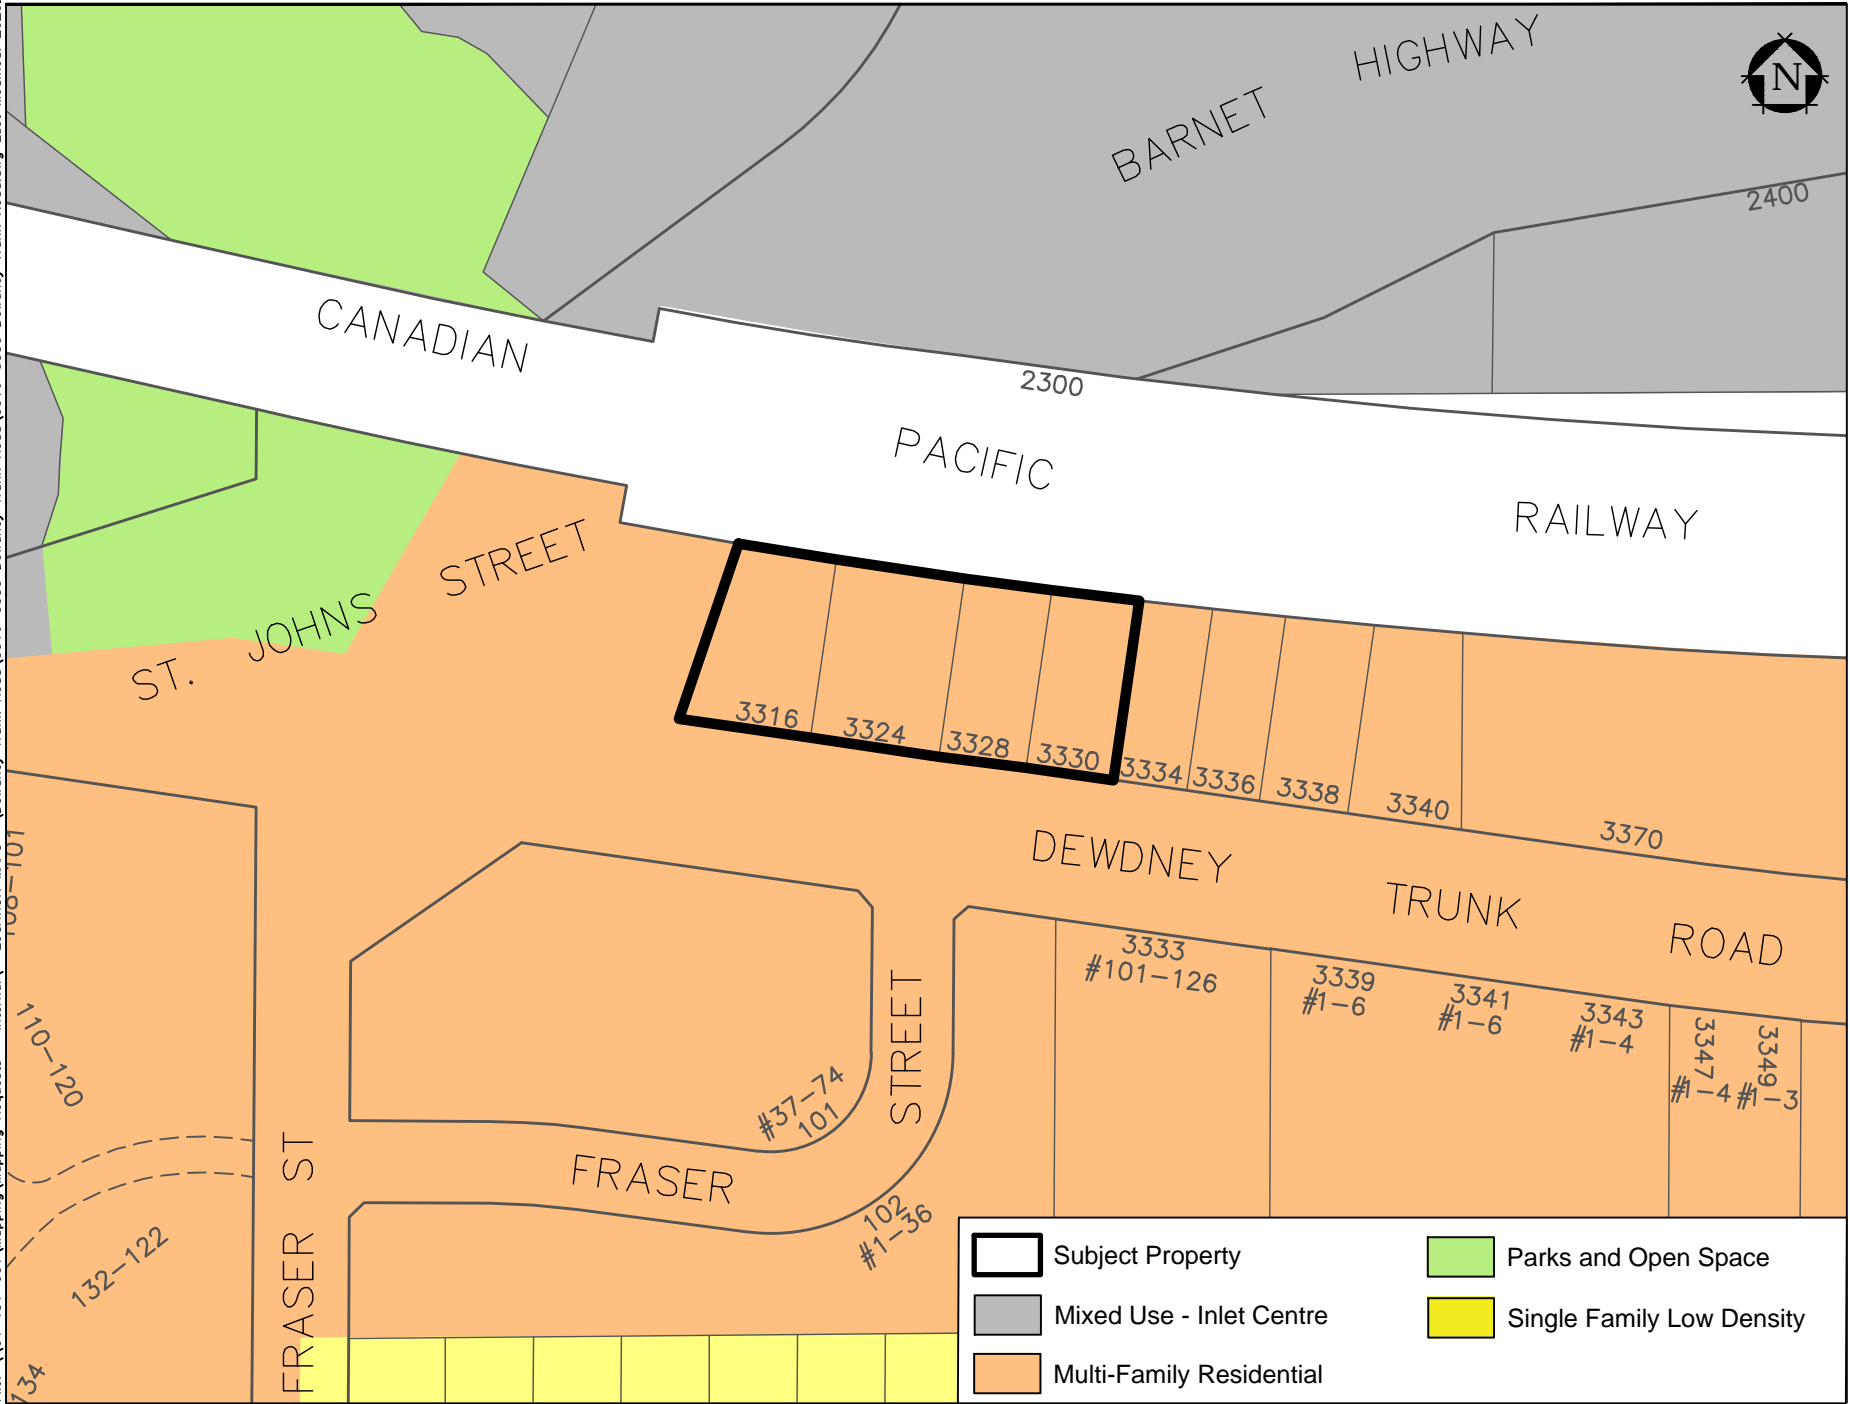 BARNET HIGHWAY
N
2400
CANADIAN PACIFIC RAILWAY
2300
ST. JOHNS STREET
3316
3324
3328
3330
3334
3336
3338
3340
3370
DEWDNEY TRUNK ROAD
3333
#101-126
3339
#1-6
3341
#1-6
3343
#1-4
3347
#1-4
3349
#1-3
110-120
132-122
134
FRASER ST
FRASER STREET
#37-74
101
102
#1-36
Subject Property
Mixed Use - Inlet Centre
Multi-Family Residential
Parks and Open Space
Single Family Low Density